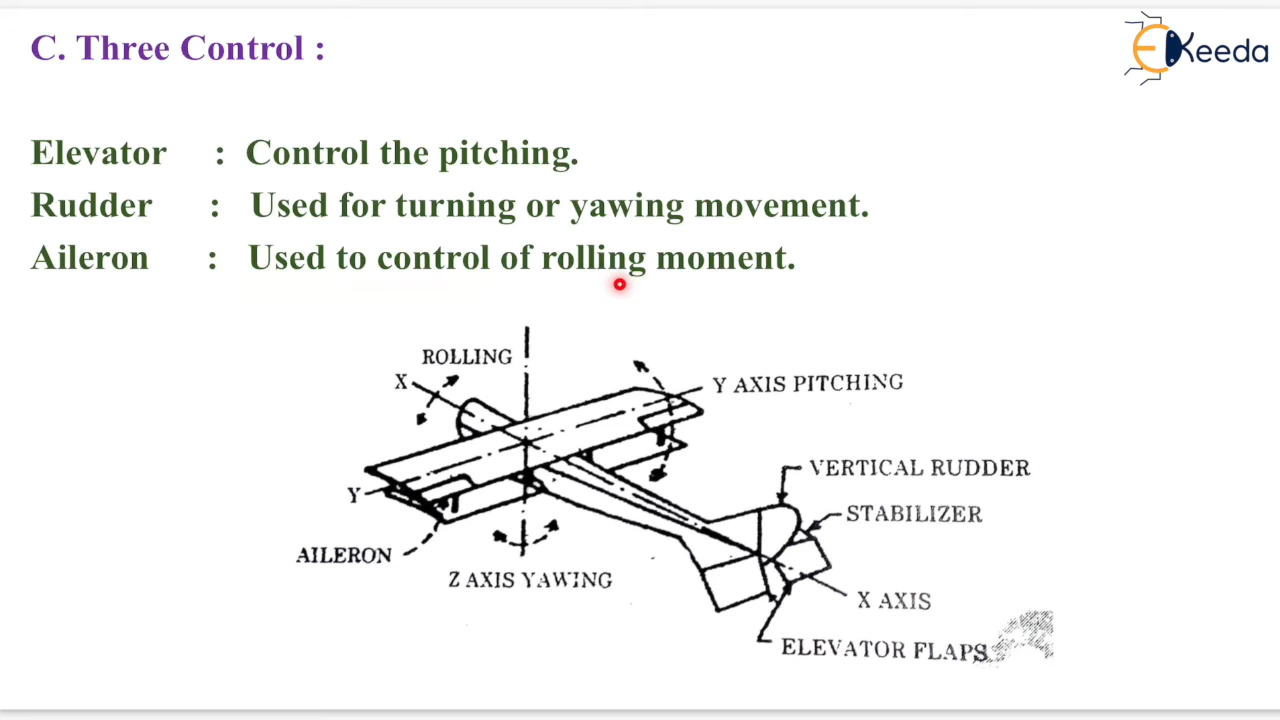 C. Three Control :
EKeeda
Elevator : Control the pitching.
Rudder : Used for turning or yawing movement.
Aileron : Used to control of rolling moment.
ROLLING
X
Y AXIS PITCHING
VERTICAL RUDDER
Y
STABILIZER
AILERON
Z AXIS YAWING
X AXIS
ELEVATOR FLAPS